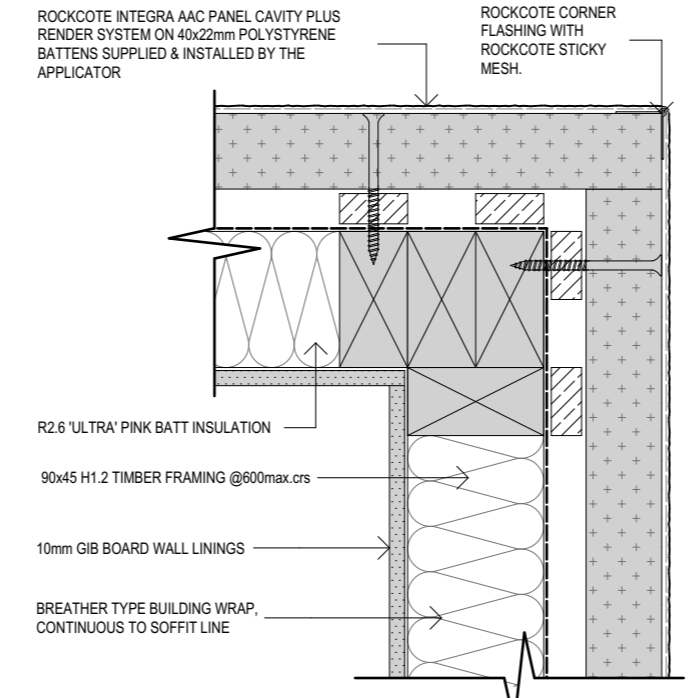 ROCKCOTE INTEGRA AAC PANEL CAVITY PLUS
RENDER SYSTEM ON 40x22mm POLYSTYRENE
BATTENS SUPPLIED & INSTALLED BY THE
APPLICATOR
ROCKCOTE CORNER
FLASHING WITH
ROCKCOTE STICKY
MESH.
R2.6 'ULTRA' PINK BATT INSULATION
90x45 H1.2 TIMBER FRAMING @600max.crs
10mm GIB BOARD WALL LININGS
BREATHER TYPE BUILDING WRAP,
CONTINUOUS TO SOFFIT LINE